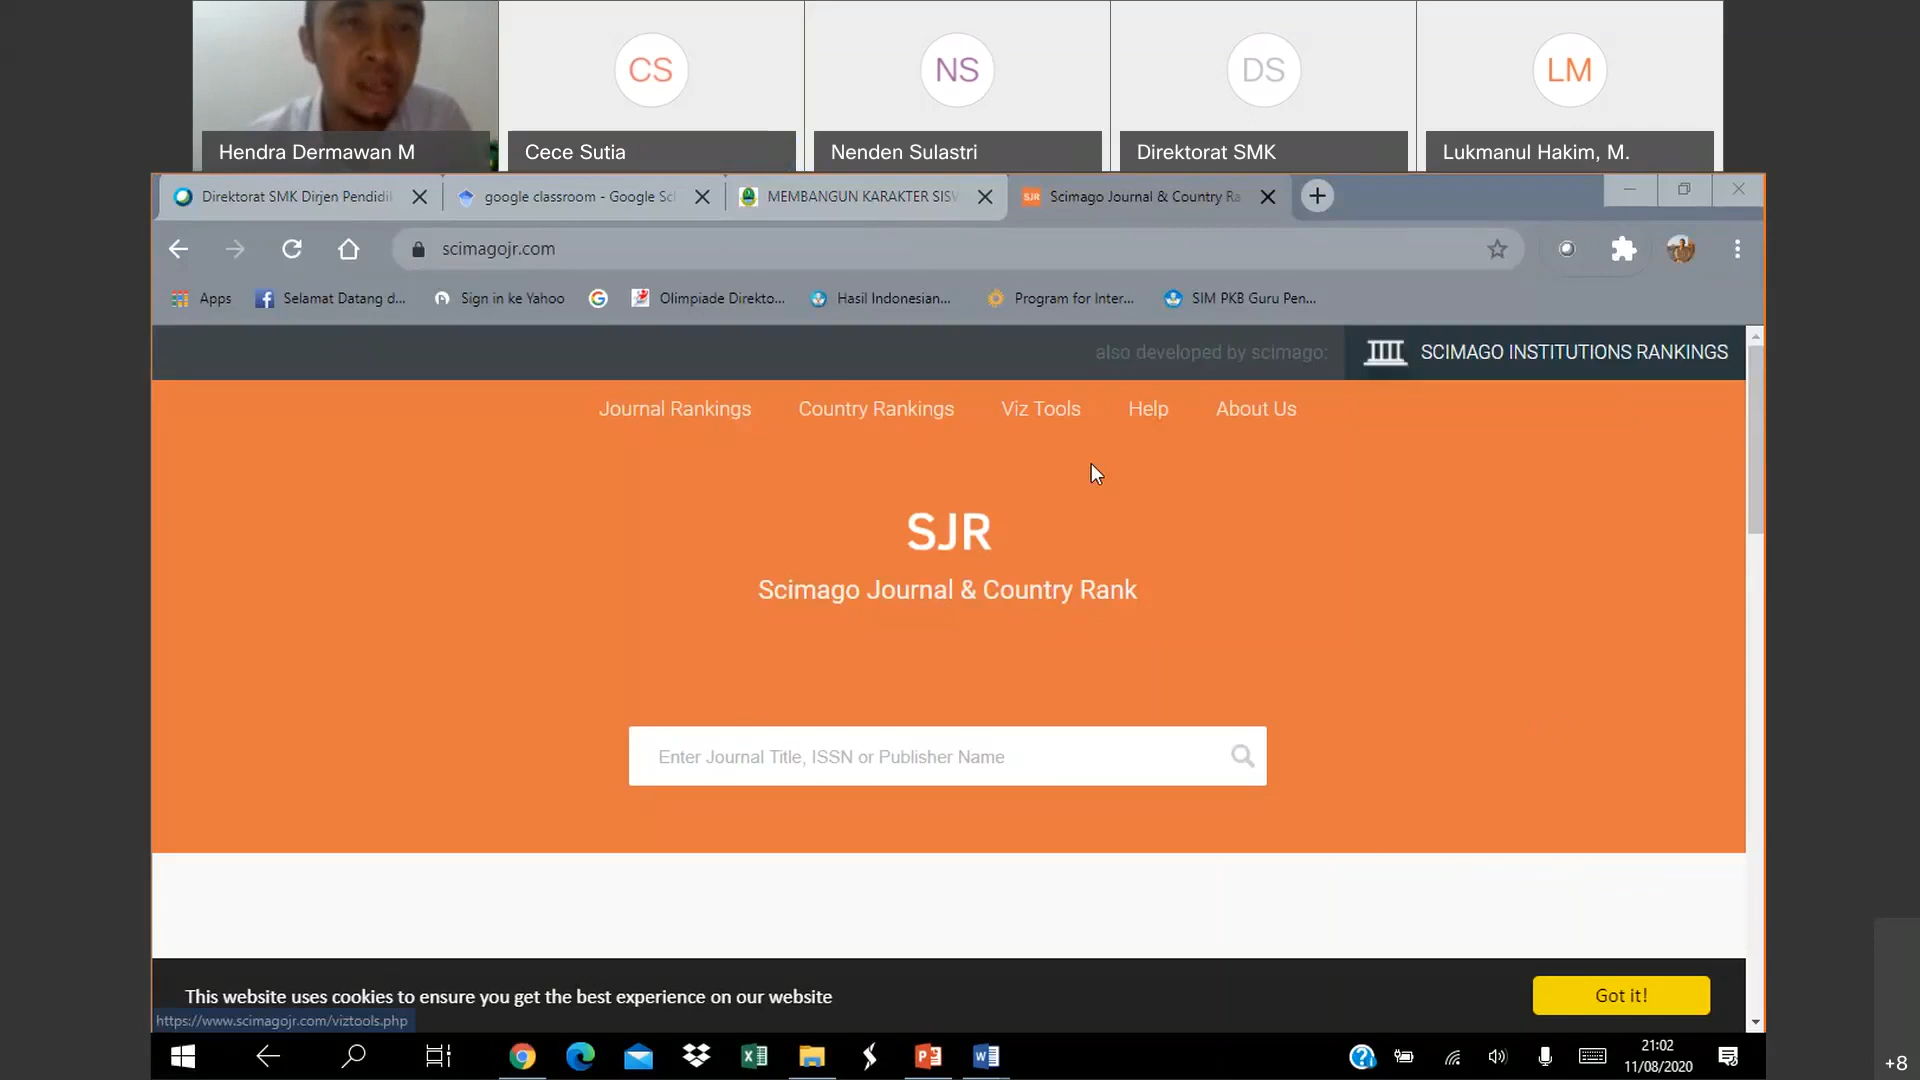 CS
NS
DS
LM
Hendra Dermawan M
Cece Sutia
Nenden Sulastri
Direktorat SMK
Lukmanul Hakim, M.
Direktorat SMK Dirjen Pendidi
google classroom - Google Sc
MEMBANGUN KARAKTER SISW
SJR
Scimago Journal & Country Ra
scimagojr.com
Apps
Selamat Datang d...
Sign in ke Yahoo
Olimpiade Direkto...
Hasil Indonesian...
Program for Inter...
SIM PKB Guru Pen...
also developed by scimago:
SCIMAGO INSTITUTIONS RANKINGS
Journal Rankings
Country Rankings
Viz Tools
Help
About Us
SJR
Scimago Journal & Country Rank
Enter Journal Title, ISSN or Publisher Name
This website uses cookies to ensure you get the best experience on our website
Got it!
https://www.scimagojr.com/viztools.php
21:02
11/08/2020
+8